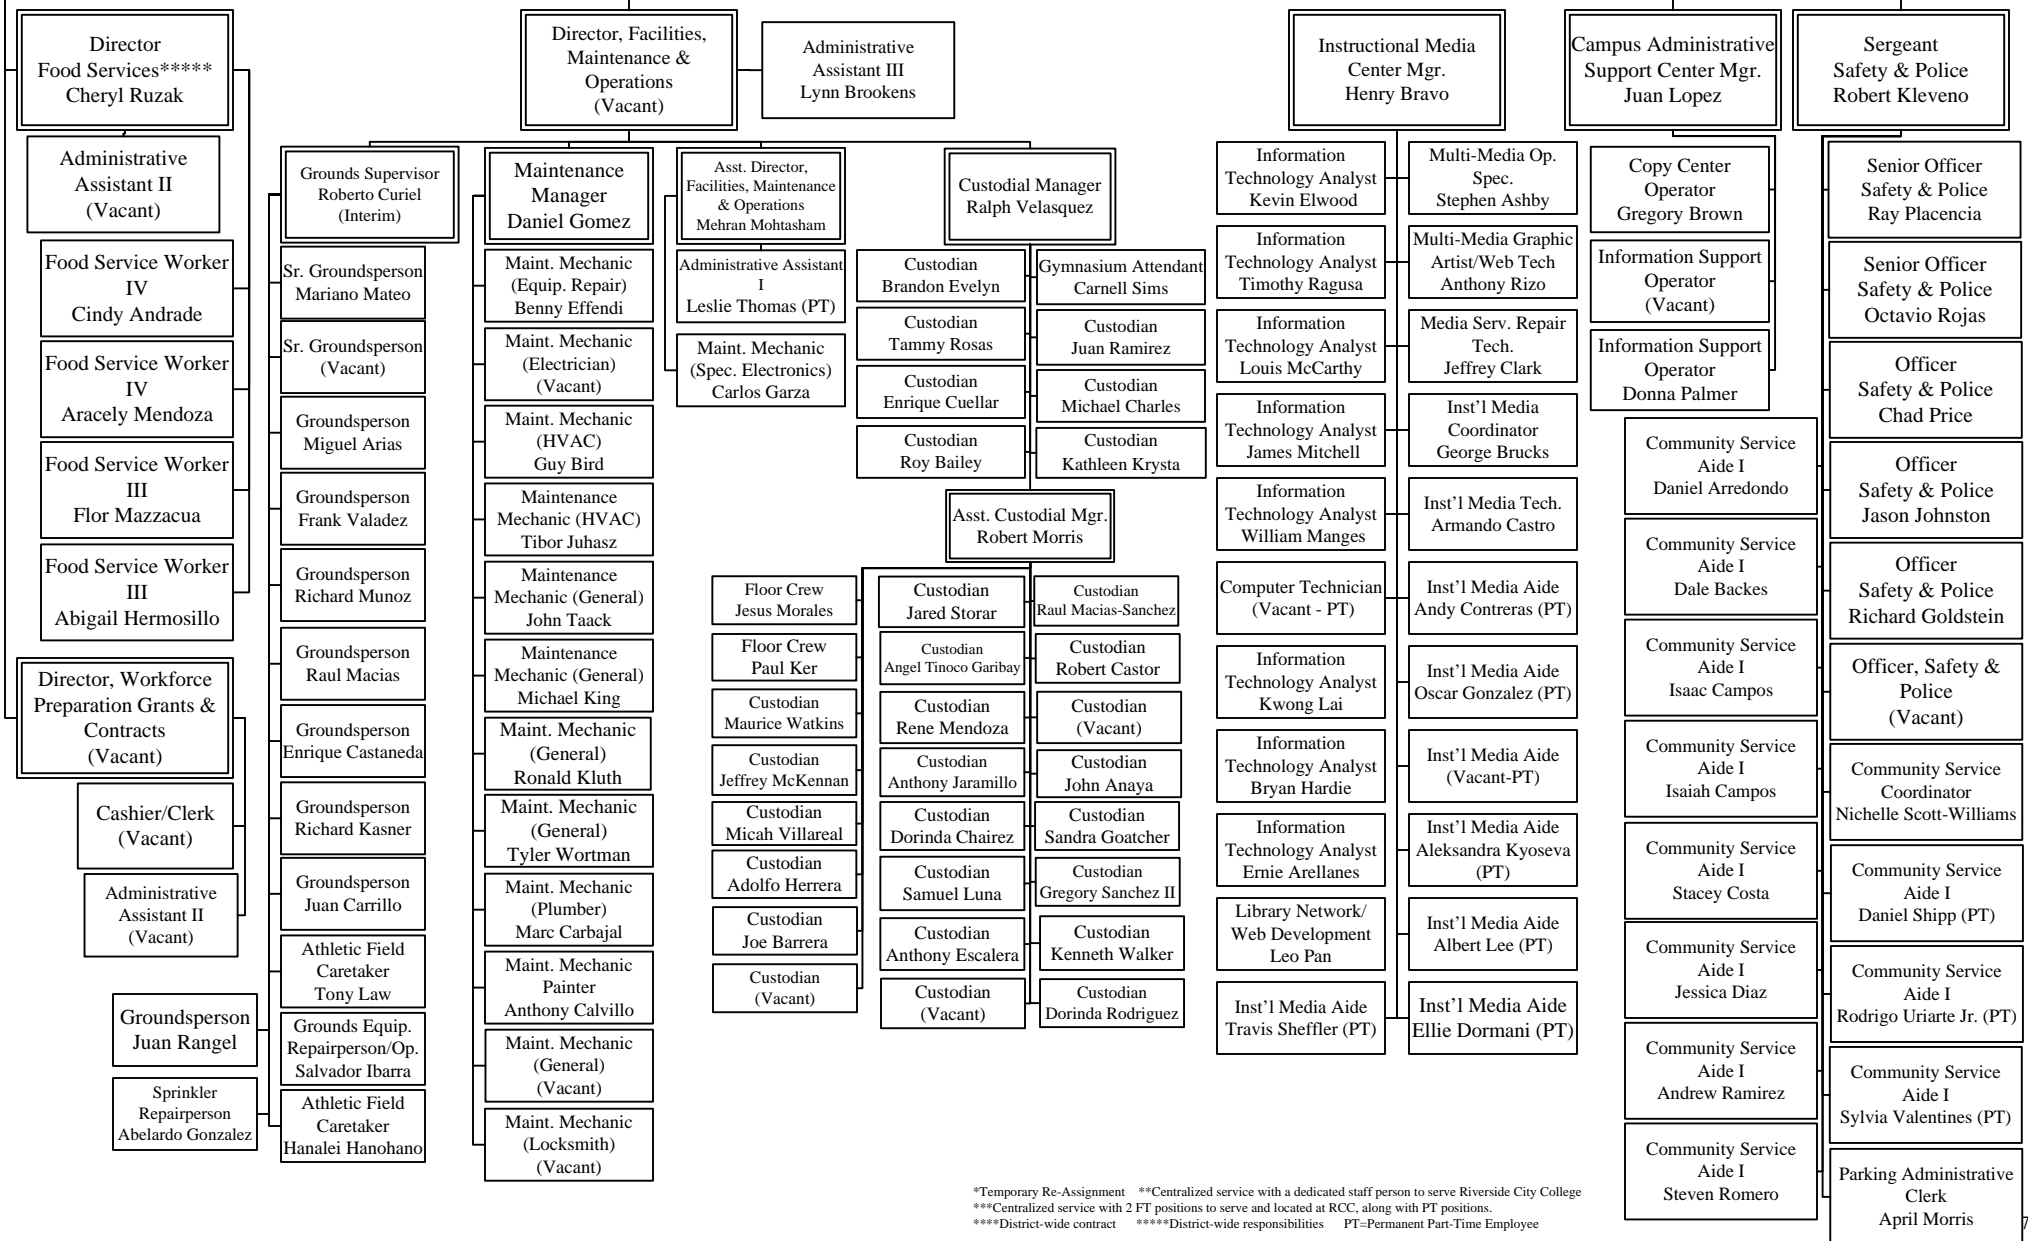 Director
Food Services*****
Cheryl Ruzak
Administrative
Assistant II
(Vacant)
Food Service Worker
IV
Cindy Andrade
Food Service Worker
IV
Aracely Mendoza
Food Service Worker
III
Flor Mazzacua
Food Service Worker
III
Abigail Hermosillo
Director, Workforce
Preparation Grants &
Contracts
(Vacant)
Cashier/Clerk
(Vacant)
Administrative
Assistant II
(Vacant)
Director, Facilities,
Maintenance &
Operations
(Vacant)
Administrative
Assistant III
Lynn Brookens
Grounds Supervisor
Roberto Curiel
(Interim)
Sr. Groundsperson
Mariano Mateo
Sr. Groundsperson
(Vacant)
Groundsperson
Miguel Arias
Groundsperson
Frank Valadez
Groundsperson
Richard Munoz
Groundsperson
Raul Macias
Groundsperson
Enrique Castaneda
Groundsperson
Richard Kasner
Groundsperson
Juan Carrillo
Athletic Field
Caretaker
Tony Law
Groundsperson
Juan Rangel
Grounds Equip.
Repairperson/Op.
Salvador Ibarra
Sprinkler
Repairperson
Abelardo Gonzalez
Athletic Field
Caretaker
Hanalei Hanohano
Maintenance
Manager
Daniel Gomez
Maint. Mechanic
(Equip. Repair)
Benny Effendi
Maint. Mechanic
(Electrician)
(Vacant)
Maint. Mechanic
(HVAC)
Guy Bird
Maintenance
Mechanic (HVAC)
Tibor Juhasz
Maintenance
Mechanic (General)
John Taack
Maintenance
Mechanic (General)
Michael King
Maint. Mechanic
(General)
Ronald Kluth
Maint. Mechanic
(General)
Tyler Wortman
Maint. Mechanic
(Plumber)
Marc Carbajal
Maint. Mechanic
Painter
Anthony Calvillo
Maint. Mechanic
(General)
(Vacant)
Maint. Mechanic
(Locksmith)
(Vacant)
Asst. Director,
Facilities, Maintenance
& Operations
Mehran Mohtasham
Administrative Assistant
I
Leslie Thomas (PT)
Maint. Mechanic
(Spec. Electronics)
Carlos Garza
Custodial Manager
Ralph Velasquez
Custodian
Brandon Evelyn
Gymnasium Attendant
Carnell Sims
Custodian
Tammy Rosas
Custodian
Juan Ramirez
Custodian
Enrique Cuellar
Custodian
Michael Charles
Custodian
Roy Bailey
Custodian
Kathleen Krysta
Asst. Custodial Mgr.
Robert Morris
Floor Crew
Jesus Morales
Floor Crew
Paul Ker
Custodian
Maurice Watkins
Custodian
Jeffrey McKennan
Custodian
Micah Villareal
Custodian
Adolfo Herrera
Custodian
Joe Barrera
Custodian
(Vacant)
Custodian
Jared Storar
Custodian
Angel Tinoco Garibay
Custodian
Rene Mendoza
Custodian
Anthony Jaramillo
Custodian
Dorinda Chairez
Custodian
Samuel Luna
Custodian
Anthony Escalera
Custodian
(Vacant)
Custodian
Raul Macias-Sanchez
Custodian
Robert Castor
Custodian
(Vacant)
Custodian
John Anaya
Custodian
Sandra Goatcher
Custodian
Gregory Sanchez II
Custodian
Kenneth Walker
Custodian
Dorinda Rodriguez
Instructional Media
Center Mgr.
Henry Bravo
Information
Technology Analyst
Kevin Elwood
Information
Technology Analyst
Timothy Ragusa
Information
Technology Analyst
Louis McCarthy
Information
Technology Analyst
James Mitchell
Information
Technology Analyst
William Manges
Computer Technician
(Vacant - PT)
Information
Technology Analyst
Kwong Lai
Information
Technology Analyst
Bryan Hardie
Information
Technology Analyst
Ernie Arellanes
Library Network/
Web Development
Leo Pan
Inst’l Media Aide
Travis Sheffler (PT)
Multi-Media Op.
Spec.
Stephen Ashby
Multi-Media Graphic
Artist/Web Tech
Anthony Rizo
Media Serv. Repair
Tech.
Jeffrey Clark
Inst’l Media
Coordinator
George Brucks
Inst’l Media Tech.
Armando Castro
Inst’l Media Aide
Andy Contreras (PT)
Inst’l Media Aide
Oscar Gonzalez (PT)
Inst’l Media Aide
(Vacant-PT)
Inst’l Media Aide
Aleksandra Kyoseva
(PT)
Inst’l Media Aide
Albert Lee (PT)
Inst’l Media Aide
Ellie Dormani (PT)
Campus Administrative
Support Center Mgr.
Juan Lopez
Copy Center
Operator
Gregory Brown
Information Support
Operator
(Vacant)
Information Support
Operator
Donna Palmer
Sergeant
Safety & Police
Robert Kleveno
Community Service
Aide I
Daniel Arredondo
Community Service
Aide I
Dale Backes
Community Service
Aide I
Isaac Campos
Community Service
Aide I
Isaiah Campos
Community Service
Aide I
Stacey Costa
Community Service
Aide I
Jessica Diaz
Community Service
Aide I
Andrew Ramirez
Community Service
Aide I
Steven Romero
Senior Officer
Safety & Police
Ray Placencia
Senior Officer
Safety & Police
Octavio Rojas
Officer
Safety & Police
Chad Price
Officer
Safety & Police
Jason Johnston
Officer
Safety & Police
Richard Goldstein
Officer, Safety &
Police
(Vacant)
Community Service
Coordinator
Nichelle Scott-Williams
Community Service
Aide I
Daniel Shipp (PT)
Community Service
Aide I
Rodrigo Uriarte Jr. (PT)
Community Service
Aide I
Sylvia Valentines (PT)
Parking Administrative
Clerk
April Morris
*Temporary Re-Assignment **Centralized service with a dedicated staff person to serve Riverside City College
***Centralized service with 2 FT positions to serve and located at RCC, along with PT positions.
****District-wide contract *****District-wide responsibilities PT=Permanent Part-Time Employee
7